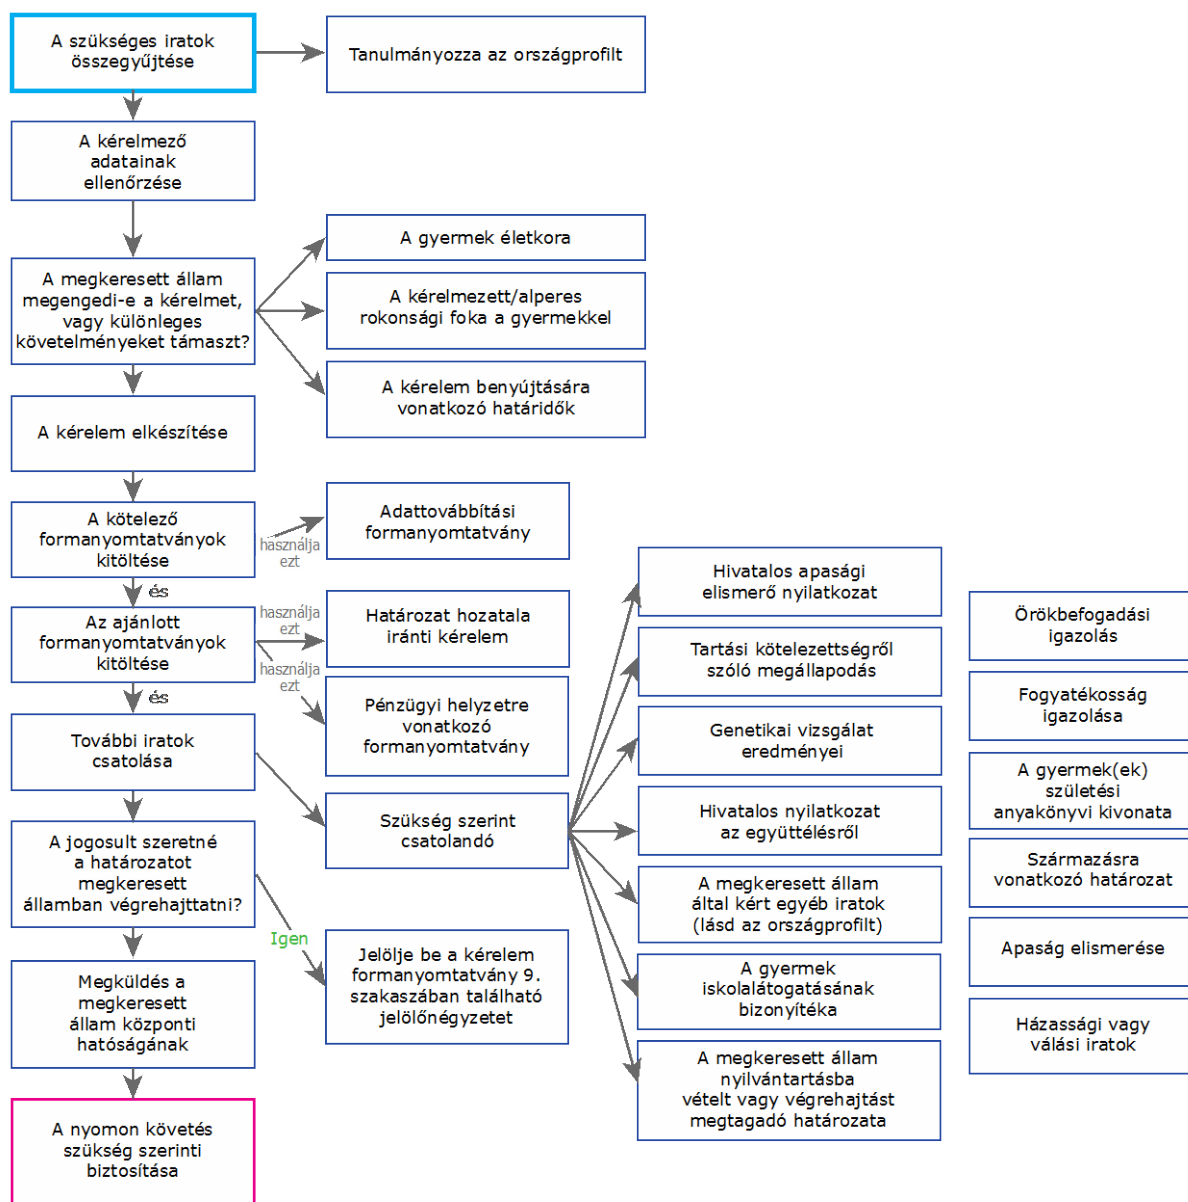 A szükséges iratok
összegyűjtése
Tanulmányozza az országprofilt
A kérelmező
adatainak
ellenőrzése
A megkeresett állam
megengedi-e a kérelmet,
vagy különleges
követelményeket támaszt?
A gyermek életkora
A kérelmezett/alperes
rokonsági foka a gyermekkel
A kérelem benyújtására
vonatkozó határidők
A kérelem elkészítése
A kötelező
formanyomtatványok
kitöltése
használja
ezt
Adattovábbítási
formanyomtatvány
és
Az ajánlott
formanyomtatványok
kitöltése
használja
ezt
Határozat hozatala
iránti kérelem
használja
ezt
Pénzügyi helyzetre
vonatkozó
formanyomtatvány
és
További iratok
csatolása
Szükség szerint
csatolandó
Hivatalos apasági
elismerő nyilatkozat
Tartási kötelezettségről
szóló megállapodás
Genetikai vizsgálat
eredményei
Hivatalos nyilatkozat
az együttélésről
A megkeresett állam
által kért egyéb iratok
(lásd az országprofilt)
A gyermek
iskolalátogatásának
bizonyítéka
A megkeresett állam
nyilvántartásba
vételt vagy végrehajtást
megtagadó határozata
Örökbefogadási
igazolás
Fogyatékosság
igazolása
A gyermek(ek)
születési
anyakönyvi kivonata
Származásra
vonatkozó határozat
Apaság elismerése
Házassági vagy
válási iratok
A jogosult szeretné
a határozatot
megkeresett
államban végrehajttatni?
Igen
Jelölje be a kérelem
formanyomtatvány 9.
szakaszában található
jelölőnégyzetet
Megküldés a
megkeresett
állam központi
hatóságának
A nyomon követés
szükség szerinti
biztosítása